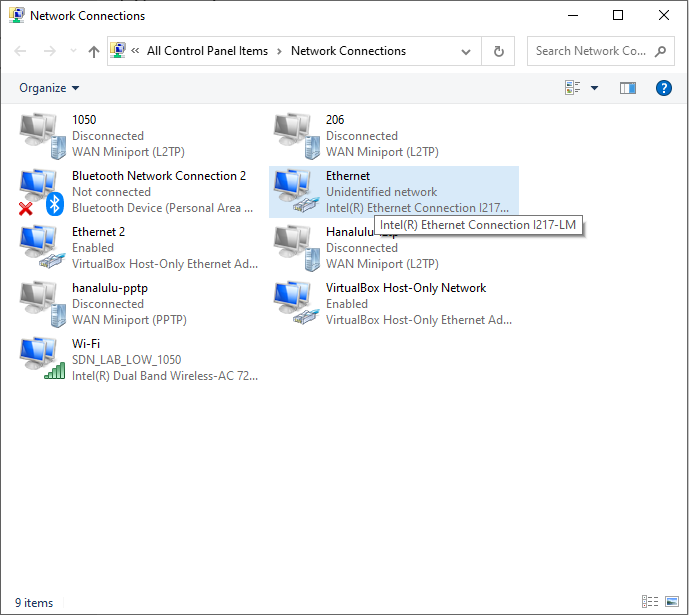 Network Connections
« All Control Panel Items › Network Connections
Search Network Co...
Organize
?
1050
Disconnected
WAN Miniport (L2TP)
206
Disconnected
WAN Miniport (L2TP)
Bluetooth Network Connection 2
Not connected
Bluetooth Device (Personal Area ...
Ethernet
Unidentified network
Intel(R) Ethernet Connection I217...
Intel(R) Ethernet Connection I217-LM
Ethernet 2
Enabled
VirtualBox Host-Only Ethernet Ad...
Disconnected
WAN Miniport (L2TP)
hanalulu-pptp
Disconnected
WAN Miniport (PPTP)
VirtualBox Host-Only Network
Enabled
VirtualBox Host-Only Ethernet Ad...
Wi-Fi
SDN_LAB_LOW_1050
Intel(R) Dual Band Wireless-AC 72...
9 items